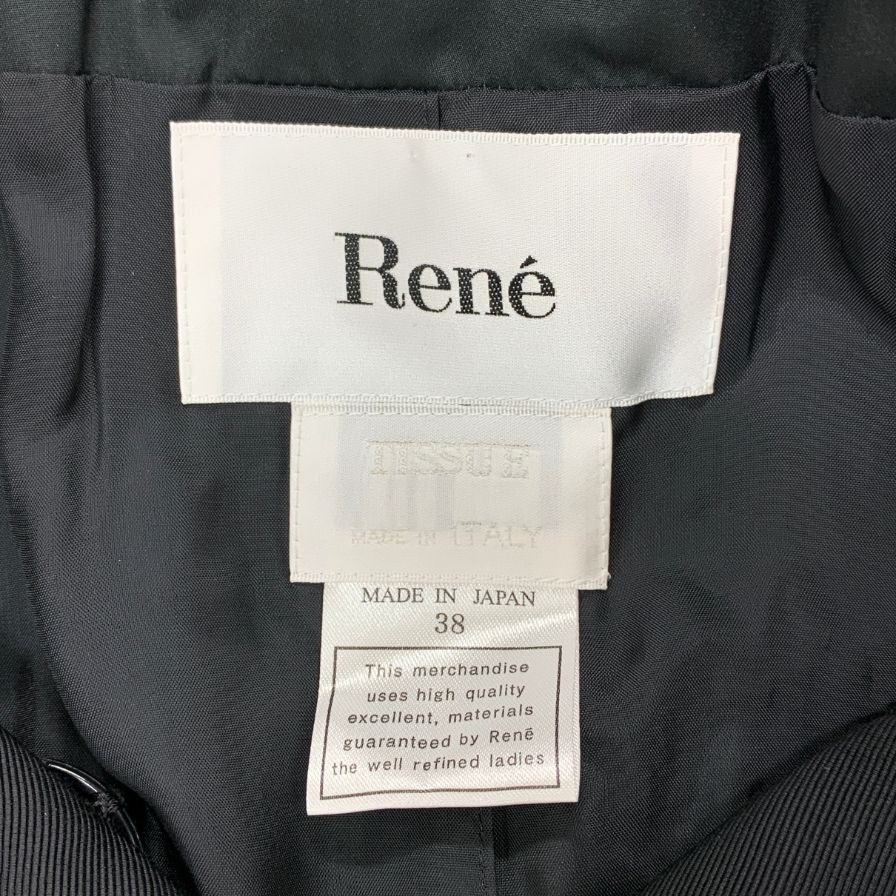 René
TISSUE
MADE IN ITALY
MADE IN JAPAN
38
This merchandise
uses high quality
excellent, materials
guaranteed by René
the well refined ladies